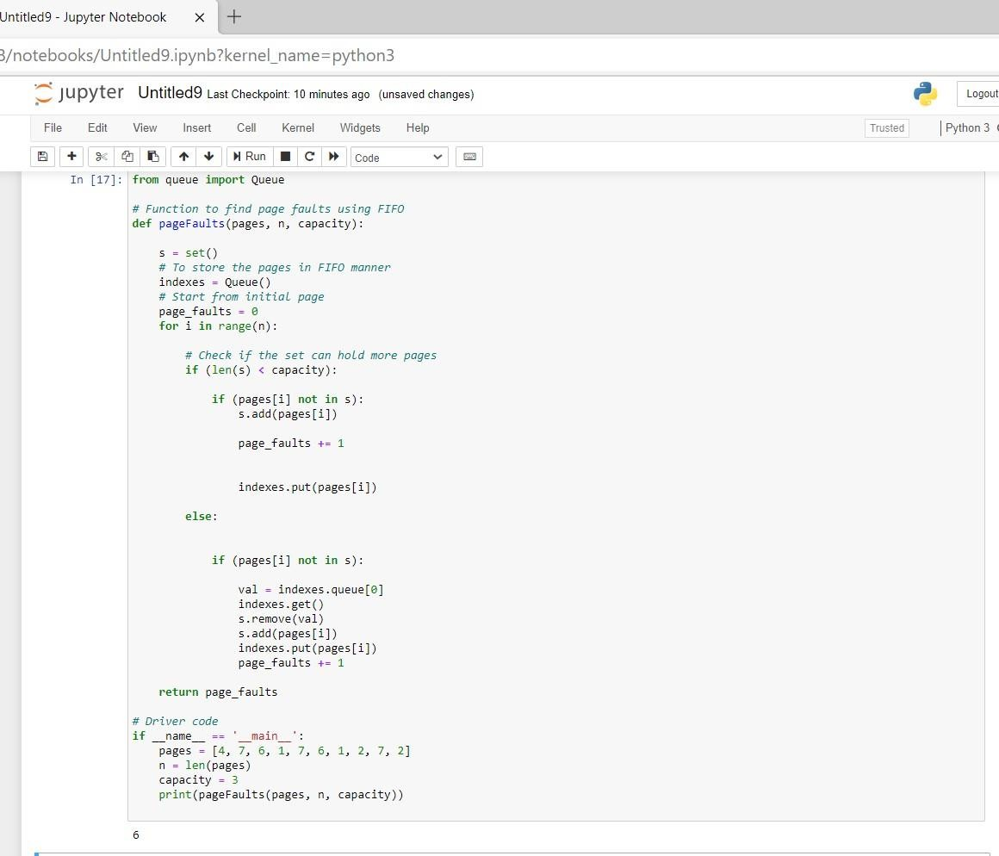 Untitled9 - Jupyter Notebook
3/notebooks/Untitled9.ipynb?kernel_name=python3
jupyter Untitled9 Last Checkpoint: 10 minutes ago (unsaved changes)
Logout
File Edit View Insert Cell Kernel Widgets Help Trusted Python 3
Run Code
In [17]: from queue import Queue
# Function to find page faults using FIFO
def pageFaults(pages, n, capacity):
s = set()
# To store the pages in FIFO manner
indexes = Queue()
# Start from initial page
page_faults = 0
for i in range(n):
# Check if the set can hold more pages
if (len(s) < capacity):
if (pages[i] not in s):
s.add(pages[i])
page_faults += 1
indexes.put(pages[i])
else:
if (pages[i] not in s):
val = indexes.queue[0]
indexes.get()
s.remove(val)
s.add(pages[i])
indexes.put(pages[i])
page_faults += 1
return page_faults
# Driver code
if __name__ == '__main__':
pages = [4, 7, 6, 1, 7, 6, 1, 2, 7, 2]
n = len(pages)
capacity = 3
print(pageFaults(pages, n, capacity))
6